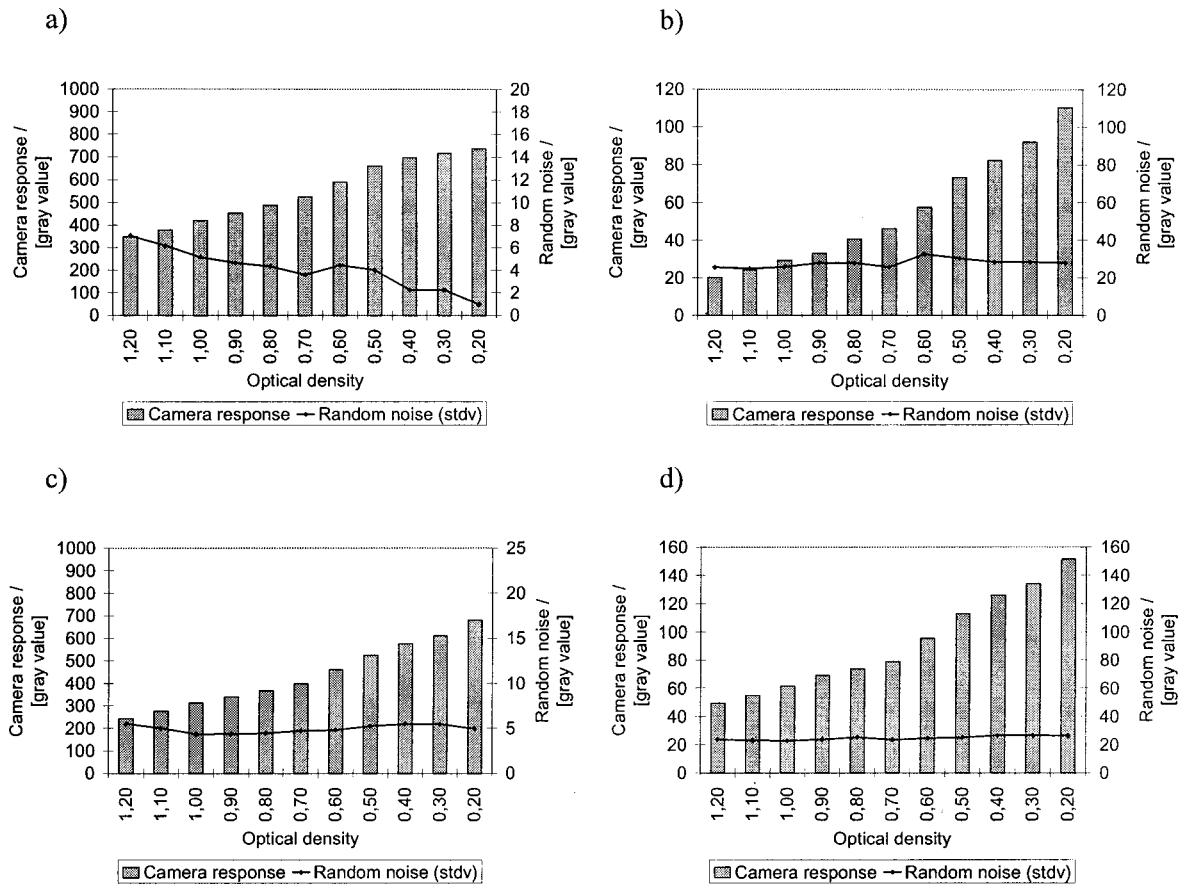 a)
Camera response /
[gray value]
1000
900
800
700
600
500
400
300
200
100
0
20
18
16
14
12
10
8
6
4
2
0
Random noise /
[gray value]
1,20 1,10 1,00 0,90 0,80 0,70 0,60 0,50 0,40 0,30 0,20
Optical density
Camera response Random noise (stdv)
b)
Camera response /
[gray value]
120
100
80
60
40
20
0
120
100
80
60
40
20
0
Random noise /
[gray value]
1,20 1,10 1,00 0,90 0,80 0,70 0,60 0,50 0,40 0,30 0,20
Optical density
Camera response Random noise (stdv)
c)
Camera response /
[gray value]
1000
900
800
700
600
500
400
300
200
100
0
25
20
15
10
5
0
Random noise /
[gray value]
1,20 1,10 1,00 0,90 0,80 0,70 0,60 0,50 0,40 0,30 0,20
Optical density
Camera response Random noise (stdv)
d)
Camera response /
[gray value]
160
140
120
100
80
60
40
20
0
160
140
120
100
80
60
40
20
0
Random noise /
[gray value]
1,20 1,10 1,00 0,90 0,80 0,70 0,60 0,50 0,40 0,30 0,20
Optical density
Camera response Random noise (stdv)